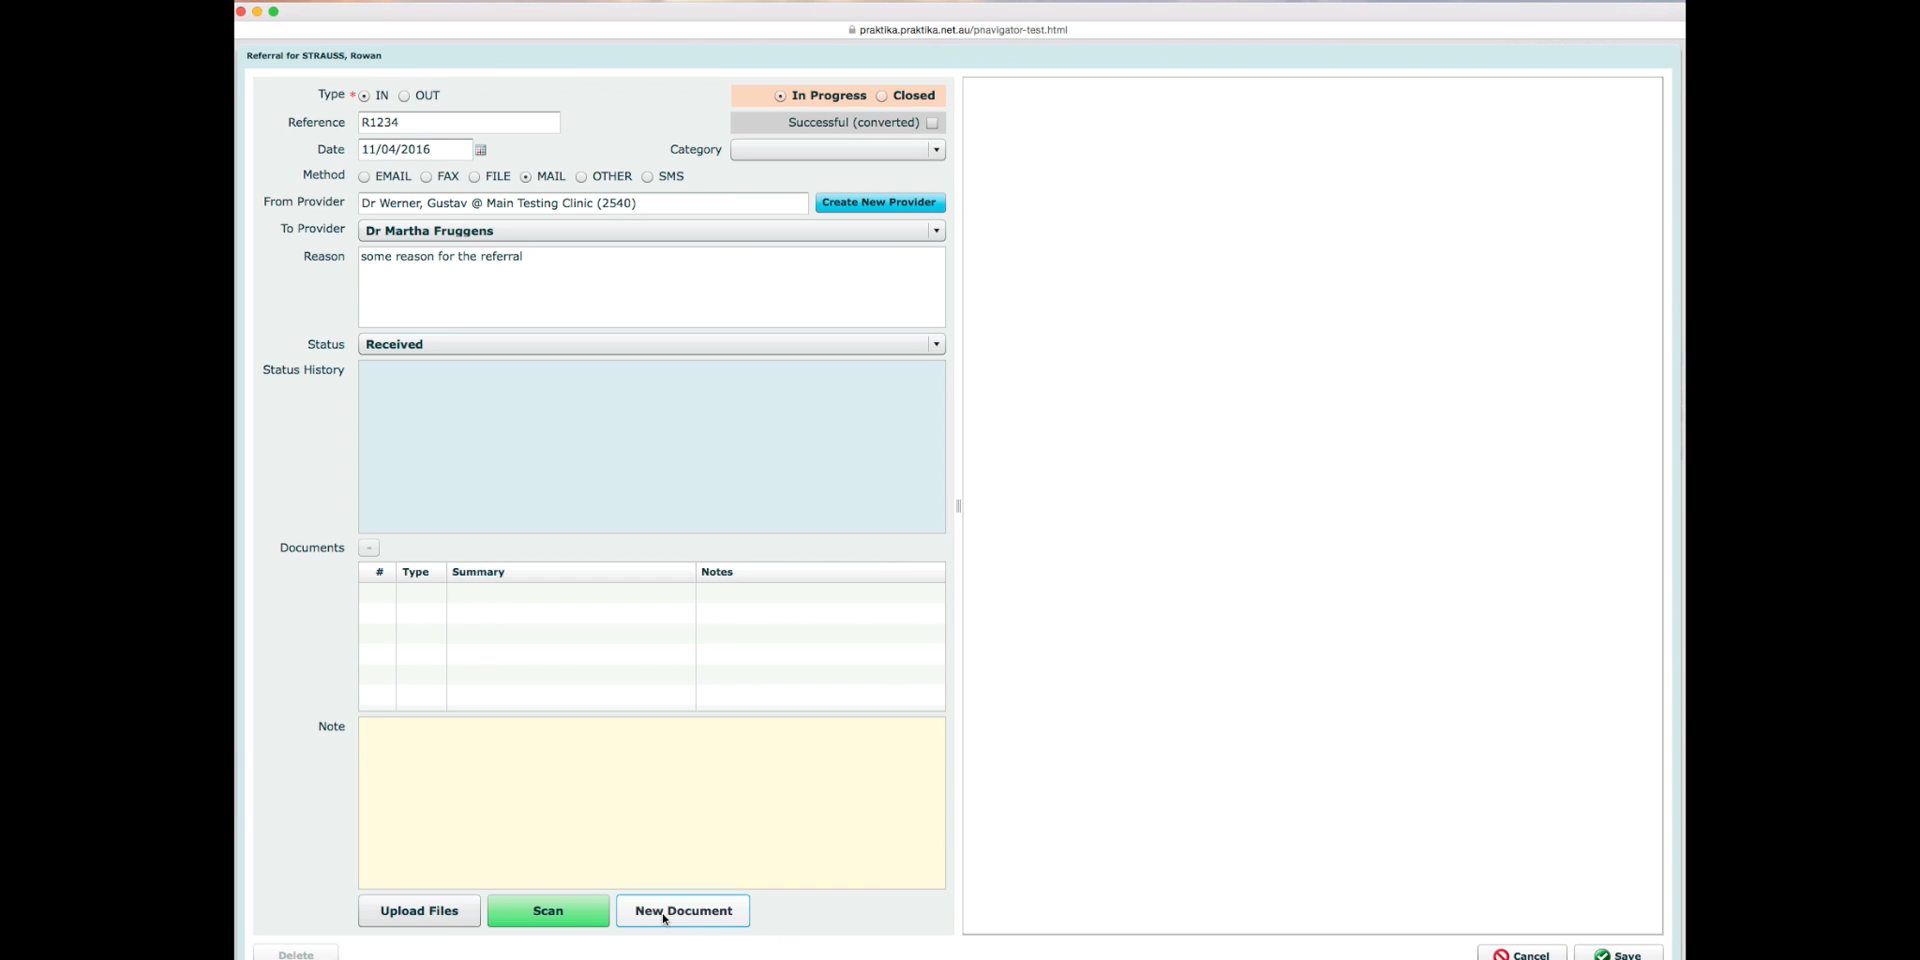 praktika.praktika.net.au/pnavigator-test.html
Referral for STRAUSS, Rowan
Type * IN OUT In Progress Closed
Reference R1234 Successful (converted)
Date 11/04/2016 Category
Method EMAIL FAX FILE MAIL OTHER SMS
From Provider Dr Werner, Gustav @ Main Testing Clinic (2540) Create New Provider
To Provider Dr Martha Fruggens
Reason some reason for the referral
Status Received
Status History
Documents -
# Type Summary Notes
Note
Upload Files Scan New Document
Delete Cancel Save